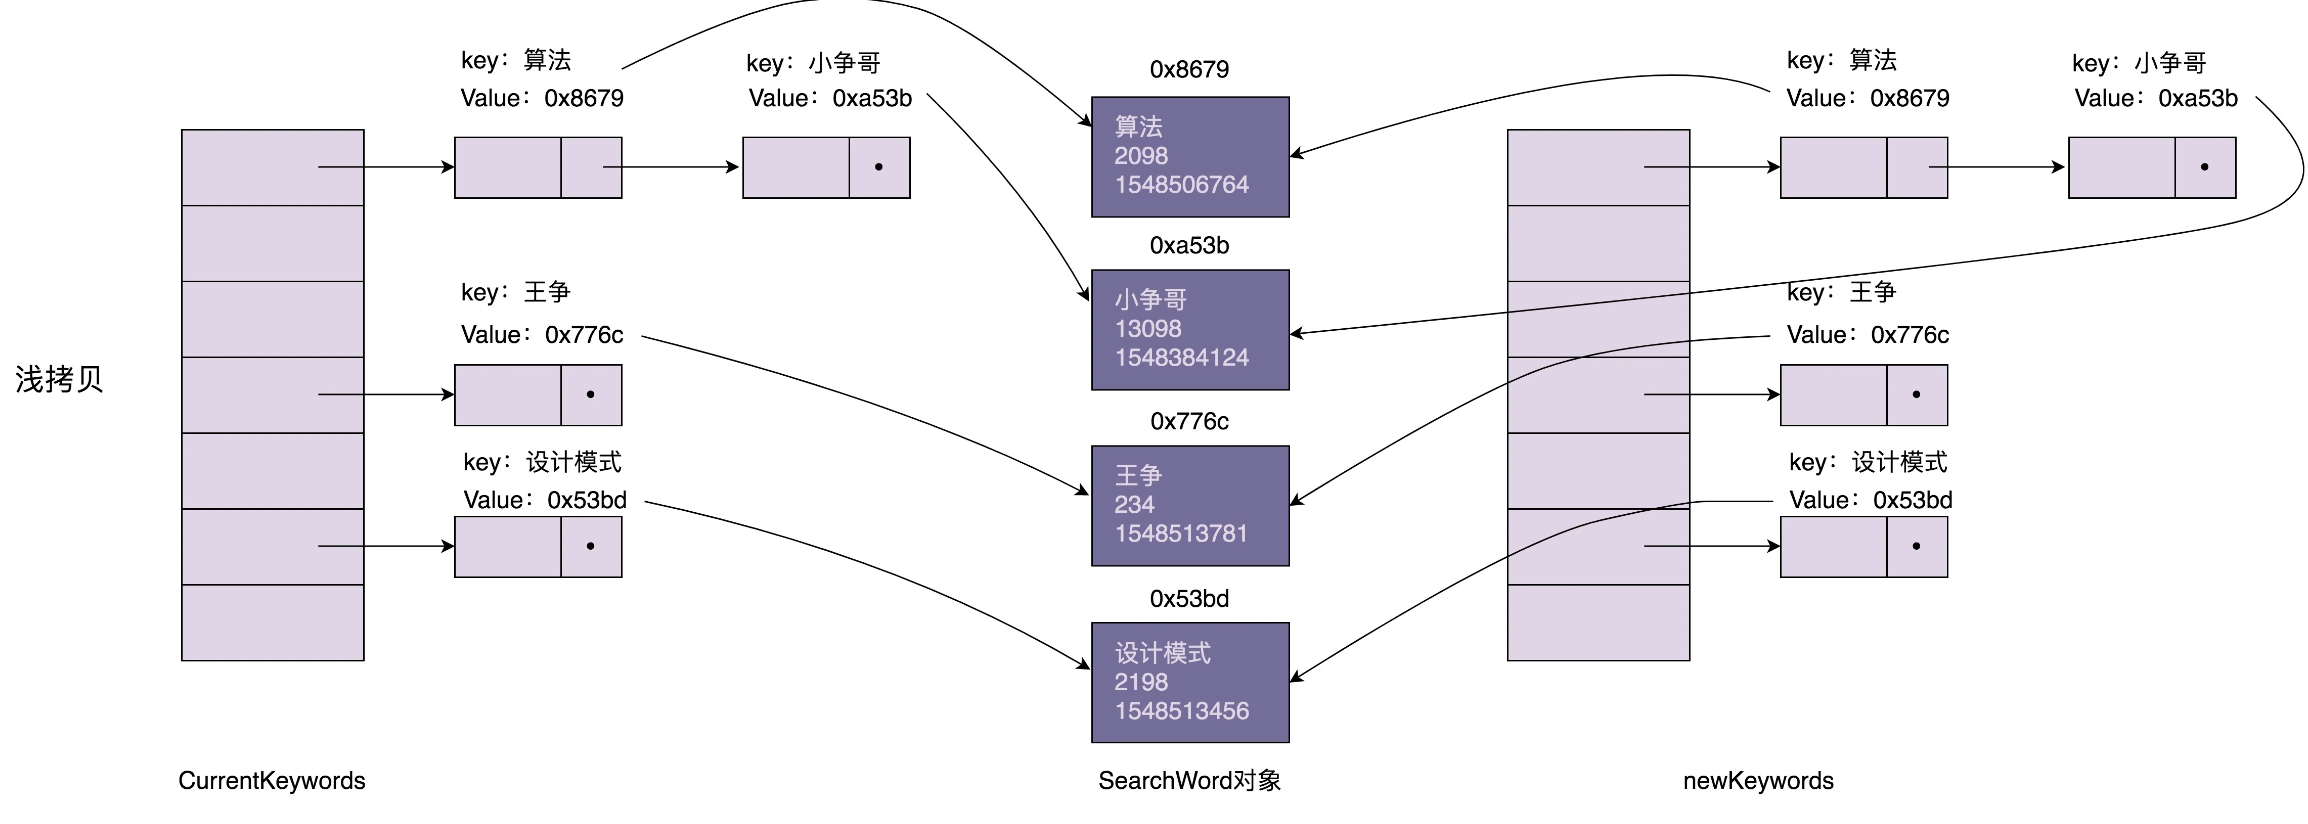 浅拷贝
key：算法
Value：0x8679
key：小争哥
Value：0xa53b
key：王争
Value：0x776c
key：设计模式
Value：0x53bd
CurrentKeywords
0x8679
算法
2098
1548506764
0xa53b
小争哥
13098
1548384124
0x776c
王争
234
1548513781
0x53bd
设计模式
2198
1548513456
SearchWord对象
key：算法
Value：0x8679
key：小争哥
Value：0xa53b
key：王争
Value：0x776c
key：设计模式
Value：0x53bd
newKeywords